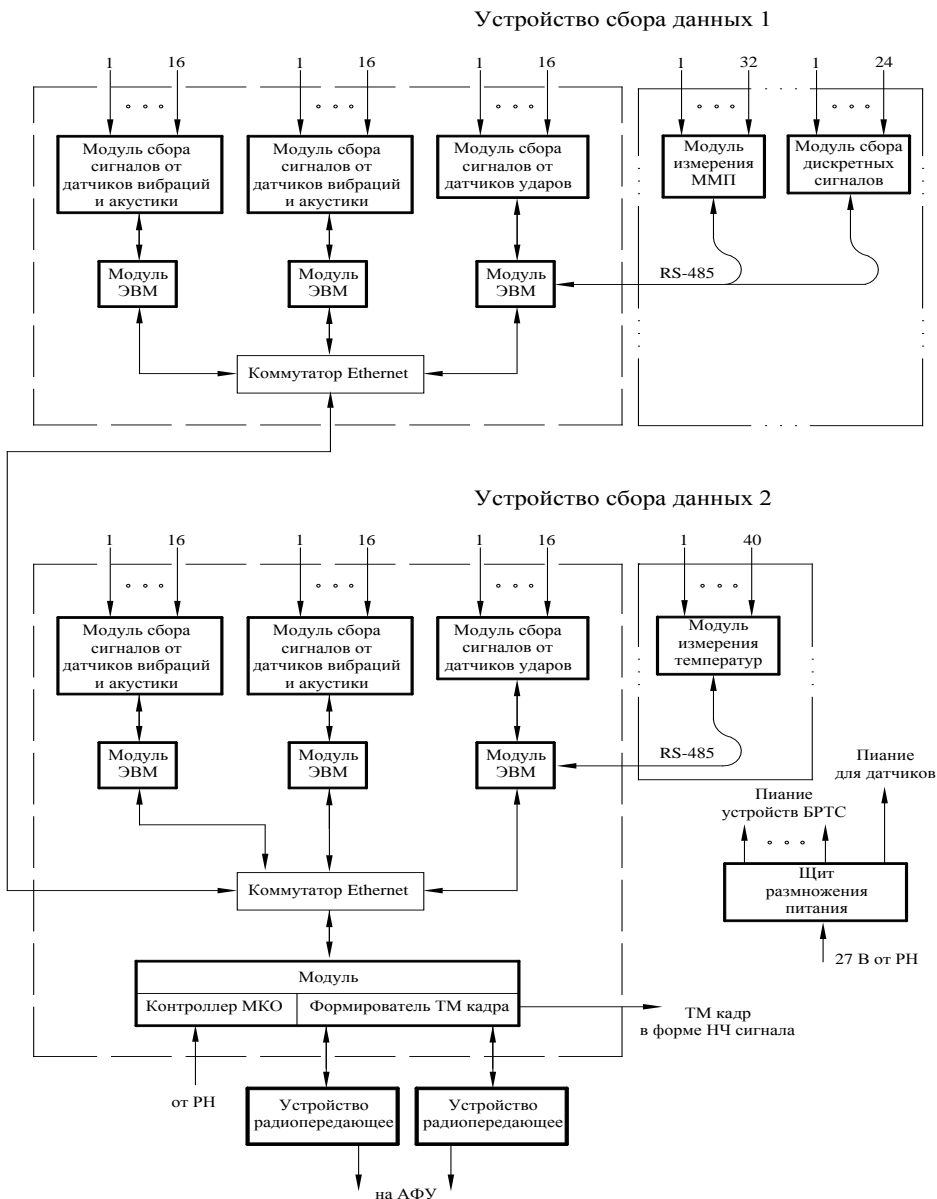 Устройство сбора данных 1
1 16 1 16 1 16 1 32 1 24
Модуль сбора
сигналов от
датчиков вибраций
и акустики
Модуль сбора
сигналов от
датчиков вибраций
и акустики
Модуль сбора
сигналов от
датчиков ударов
Модуль
измерения
ММП
Модуль сбора
дискретных
сигналов
Модуль
ЭВМ
Модуль
ЭВМ
Модуль
ЭВМ
RS-485
Коммутатор Ethernet
Устройство сбора данных 2
1 16 1 16 1 16 1 40
Модуль сбора
сигналов от
датчиков вибраций
и акустики
Модуль сбора
сигналов от
датчиков вибраций
и акустики
Модуль сбора
сигналов от
датчиков ударов
Модуль
измерения
температур
Модуль
ЭВМ
Модуль
ЭВМ
Модуль
ЭВМ
RS-485
Пиание
для датчиков
Пиание
устройств БРТС
Коммутатор Ethernet
Щит
размножения
питания
27 В от РН
Модуль
Контроллер МКО
Формирователь ТМ кадра
ТМ кадр
в форме НЧ сигнала
от РН
Устройство
радиопередающее
Устройство
радиопередающее
на АФУ